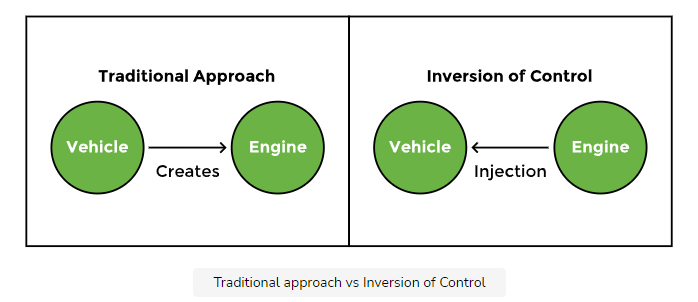 Traditional Approach
Vehicle
Creates
Engine
Inversion of Control
Vehicle
Injection
Engine
Traditional approach vs Inversion of Control